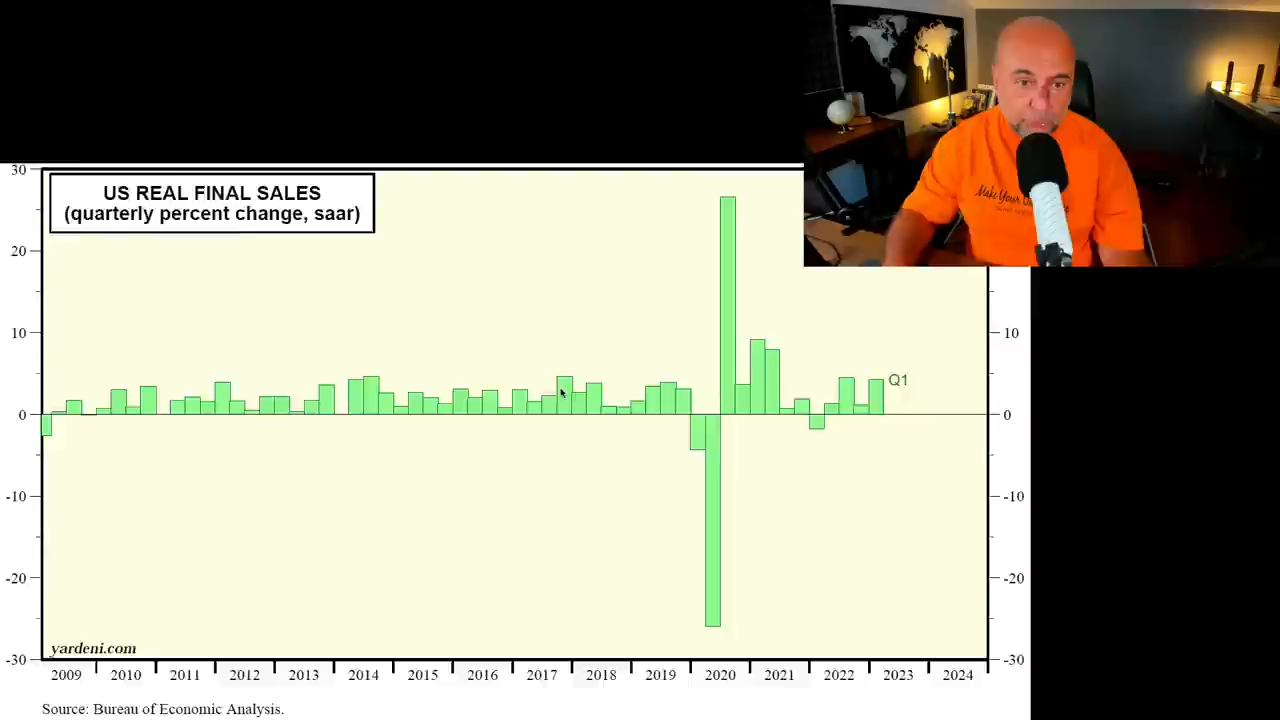 30
US REAL FINAL SALES
(quarterly percent change, saar)
20
10
10
Q1
0
0
-10
-10
-20
-20
yardeni.com
-30
-30
2009 2010 2011 2012 2013 2014 2015 2016 2017 2018 2019 2020 2021 2022 2023 2024
Source: Bureau of Economic Analysis.
Make Your